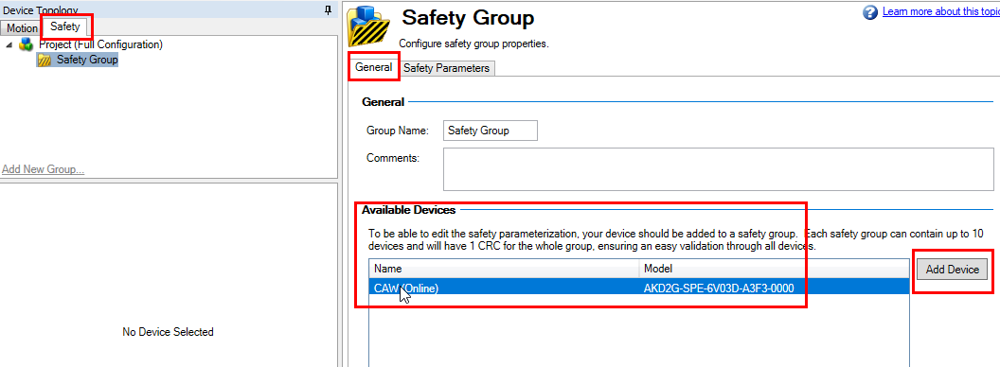 Device Topology
Motion Safety
Project (Full Configuration)
Safety Group
Add New Group...
No Device Selected
Safety Group
Learn more about this topic
Configure safety group properties.
General Safety Parameters
General
Group Name: Safety Group
Comments:
Available Devices
To be able to edit the safety parameterization, your device should be added to a safety group. Each safety group can contain up to 10
devices and will have 1 CRC for the whole group, ensuring an easy validation through all devices.
Name Model
CAW (Online) AKD2G-SPE-6V03D-A3F3-0000
Add Device